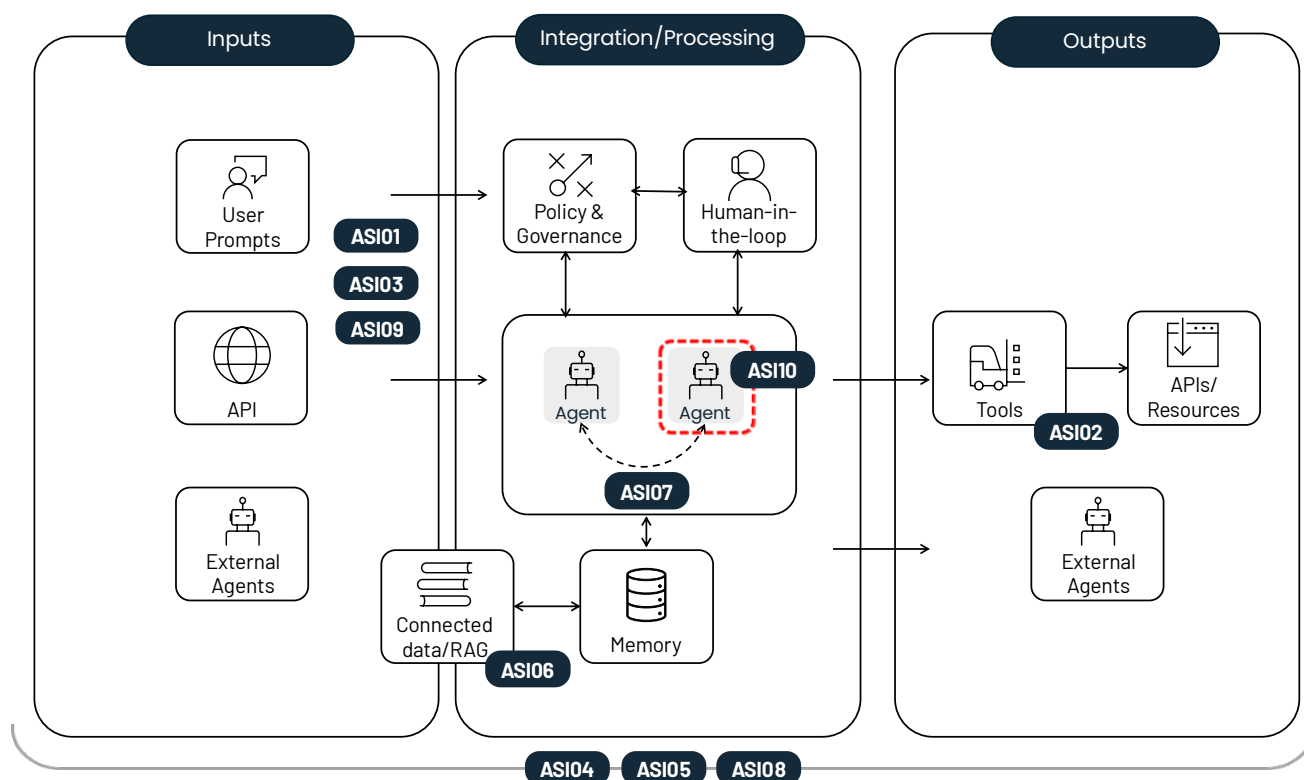 Inputs
Integration/Processing
Outputs
User
Prompts
Policy &
Governance
Human-in-
the-loop
ASI01
ASI03
ASI09
API
Agent
Agent
ASI10
Tools
APIs/
Resources
ASI02
ASI07
External
Agents
External
Agents
Connected
data/RAG
Memory
ASI06
ASI04
ASI05
ASI08